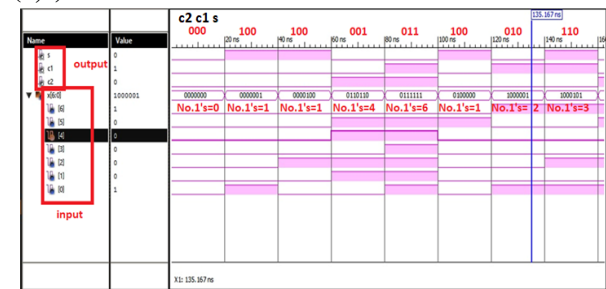 c2 c1 s
135.167 ns
000 100 100 001 011 100 010 110
Name Value
20 ns 40 ns 60 ns 80 ns 100 ns 120 ns 140 ns
s 0
output
c1 1
c2 0
x[6:0] 1000001 0000000 0000001 0000100 0110110 0111111 0100000 1000001 1000101
[6] 1 No.1's=0 No.1's=1 No.1's=1 No.1's=4 No.1's=6 No.1's=1 No.1's= 2 No.1's=3
[5] 0
[4] 0
[3] 0
[2] 0
[1] 0
[0] 1
input
X1: 135.167 ns